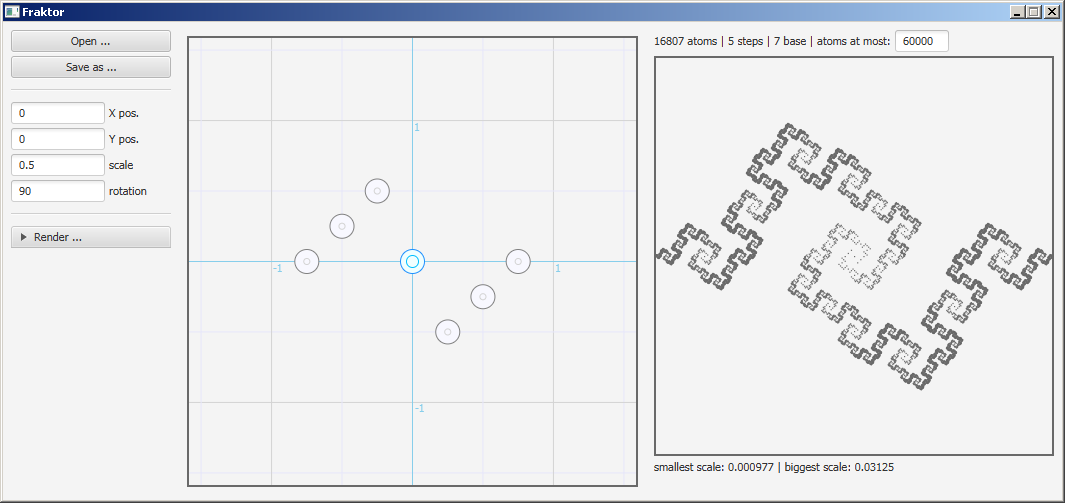 Fraktor
Open ...
Save as ...
0 X pos.
0 Y pos.
0.5 scale
90 rotation
Render ...
1
-1
1
-1
16807 atoms | 5 steps | 7 base | atoms at most: 60000
smallest scale: 0.000977 | biggest scale: 0.03125